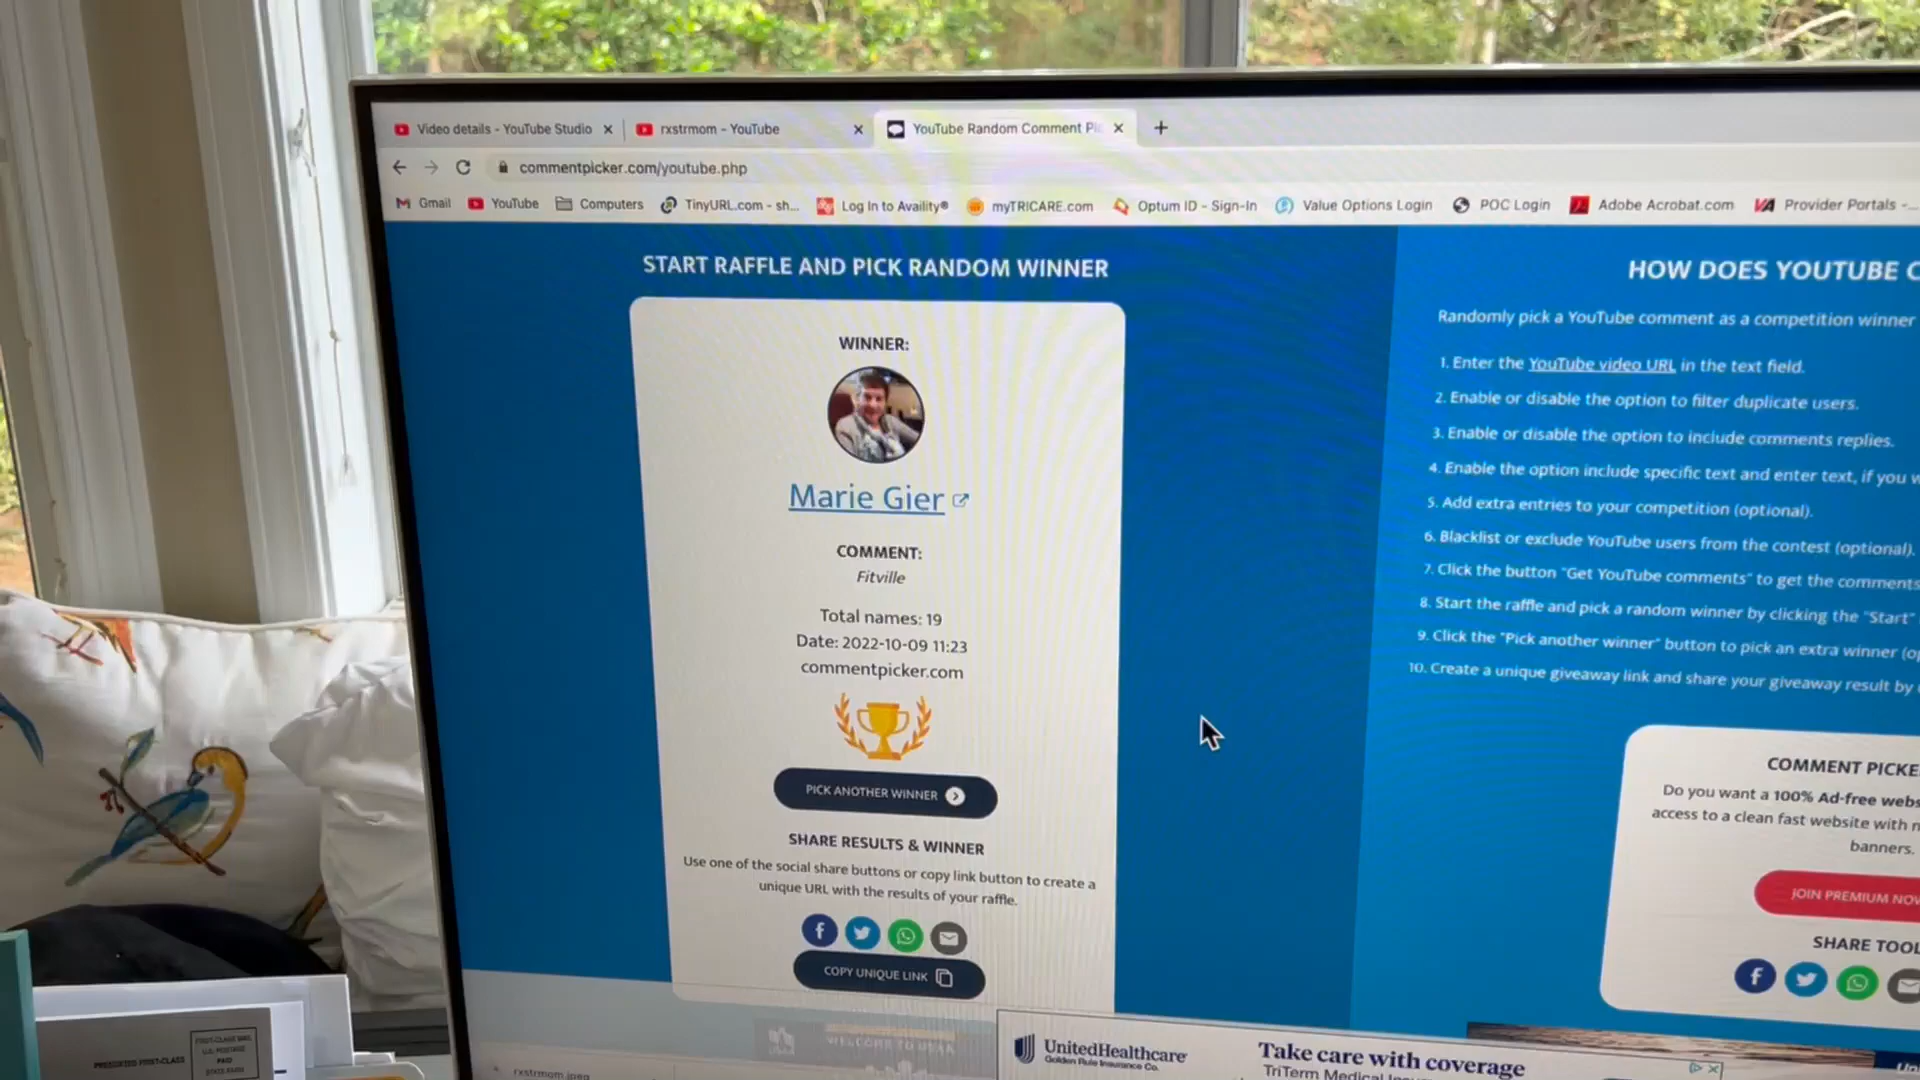 Video details - YouTube Studio
rxstrmom - YouTube
YouTube Random Comment Pi
commentpicker.com/youtube.php
Gmail
YouTube
Computers
TinyURL.com - sh...
Log In to Availity®
myTRICARE.com
Optum ID - Sign-In
Value Options Login
POC Login
Adobe Acrobat.com
Provider Portals -...
START RAFFLE AND PICK RANDOM WINNER
WINNER:
Marie Gier
COMMENT:
Fitville
Total names: 19
Date: 2022-10-09 11:23
commentpicker.com
PICK ANOTHER WINNER
SHARE RESULTS & WINNER
Use one of the social share buttons or copy link button to create a
unique URL with the results of your raffle.
COPY UNIQUE LINK
HOW DOES YOUTUBE C
Randomly pick a YouTube comment as a competition winner
1. Enter the YouTube video URL in the text field.
2. Enable or disable the option to filter duplicate users.
3. Enable or disable the option to include comments replies.
4. Enable the option include specific text and enter text, if you w
5. Add extra entries to your competition (optional).
6. Blacklist or exclude YouTube users from the contest (optional).
7. Click the button "Get YouTube comments" to get the comments
8. Start the raffle and pick a random winner by clicking the "Start"
9. Click the "Pick another winner" button to pick an extra winner (op
10. Create a unique giveaway link and share your giveaway result by
COMMENT PICKE
Do you want a 100% Ad-free webs
access to a clean fast website with
banners.
JOIN PREMIUM NOW
SHARE TOOL
WELCOME TO
UnitedHealthcare
Golden Rule Insurance Co.
Take care with coverage
TriTerm Medical
rxstrmom.jpeg
PRESORTED FIRST-CLASS
FIRST-CLASS MAIL
U.S. POSTAGE
PAID